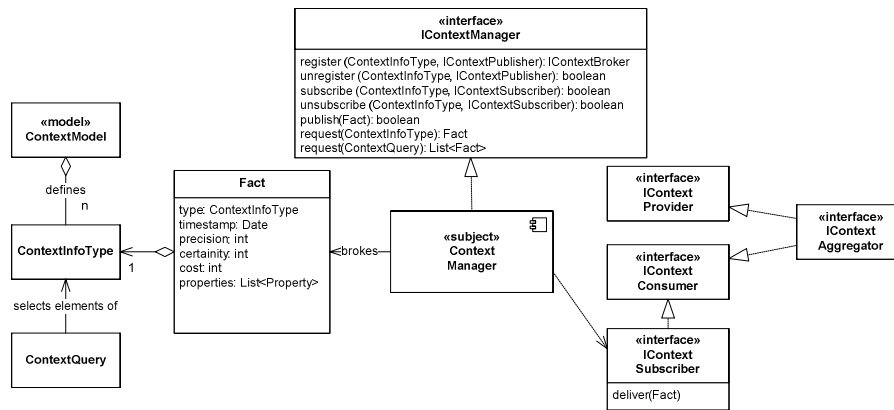 «interface»
IContextManager
register (ContextInfoType, IContextPublisher): IContextBroker
unregister (ContextInfoType, IContextPublisher): boolean
subscribe (ContextInfoType, IContextSubscriber): boolean
unsubscribe (ContextInfoType, IContextSubscriber): boolean
publish(Fact): boolean
request(ContextInfoType): Fact
request(ContextQuery): List<Fact>
«model»
ContextModel
defines
n
ContextInfoType
1
selects elements of
ContextQuery
Fact
type: ContextInfoType
timestamp: Date
precision: int
certainity: int
cost: int
properties: List<Property>
brokes
«subject»
Context
Manager
«interface»
IContext
Provider
«interface»
IContext
Aggregator
«interface»
IContext
Consumer
«interface»
IContext
Subscriber
deliver(Fact)